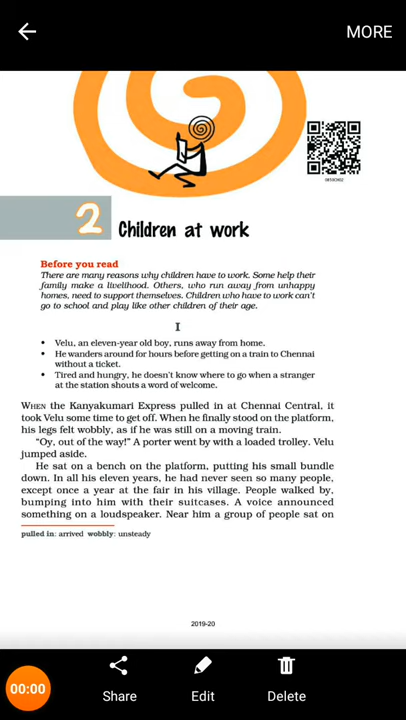 MORE
2 Children at work
Before you read
There are many reasons why children have to work. Some help their
family make a livelihood. Others, who run away from unhappy
homes, need to support themselves. Children who have to work can't
go to school and play like other children of their age.
I
• Velu, an eleven-year old boy, runs away from home.
• He wanders around for hours before getting on a train to Chennai
without a ticket.
• Tired and hungry, he doesn't know where to go when a stranger
at the station shouts a word of welcome.
WHEN the Kanyakumari Express pulled in at Chennai Central, it
took Velu some time to get off. When he finally stood on the platform,
his legs felt wobbly, as if he was still on a moving train.
"Oy, out of the way!" A porter went by with a loaded trolley. Velu
jumped aside.
He sat on a bench on the platform, putting his small bundle
down. In all his eleven years, he had never seen so many people,
except once a year at the fair in his village. People walked by,
bumping into him with their suitcases. A voice announced
something on a loudspeaker. Near him a group of people sat on
pulled in: arrived wobbly: unsteady
2019-20
00:00
Share Edit Delete